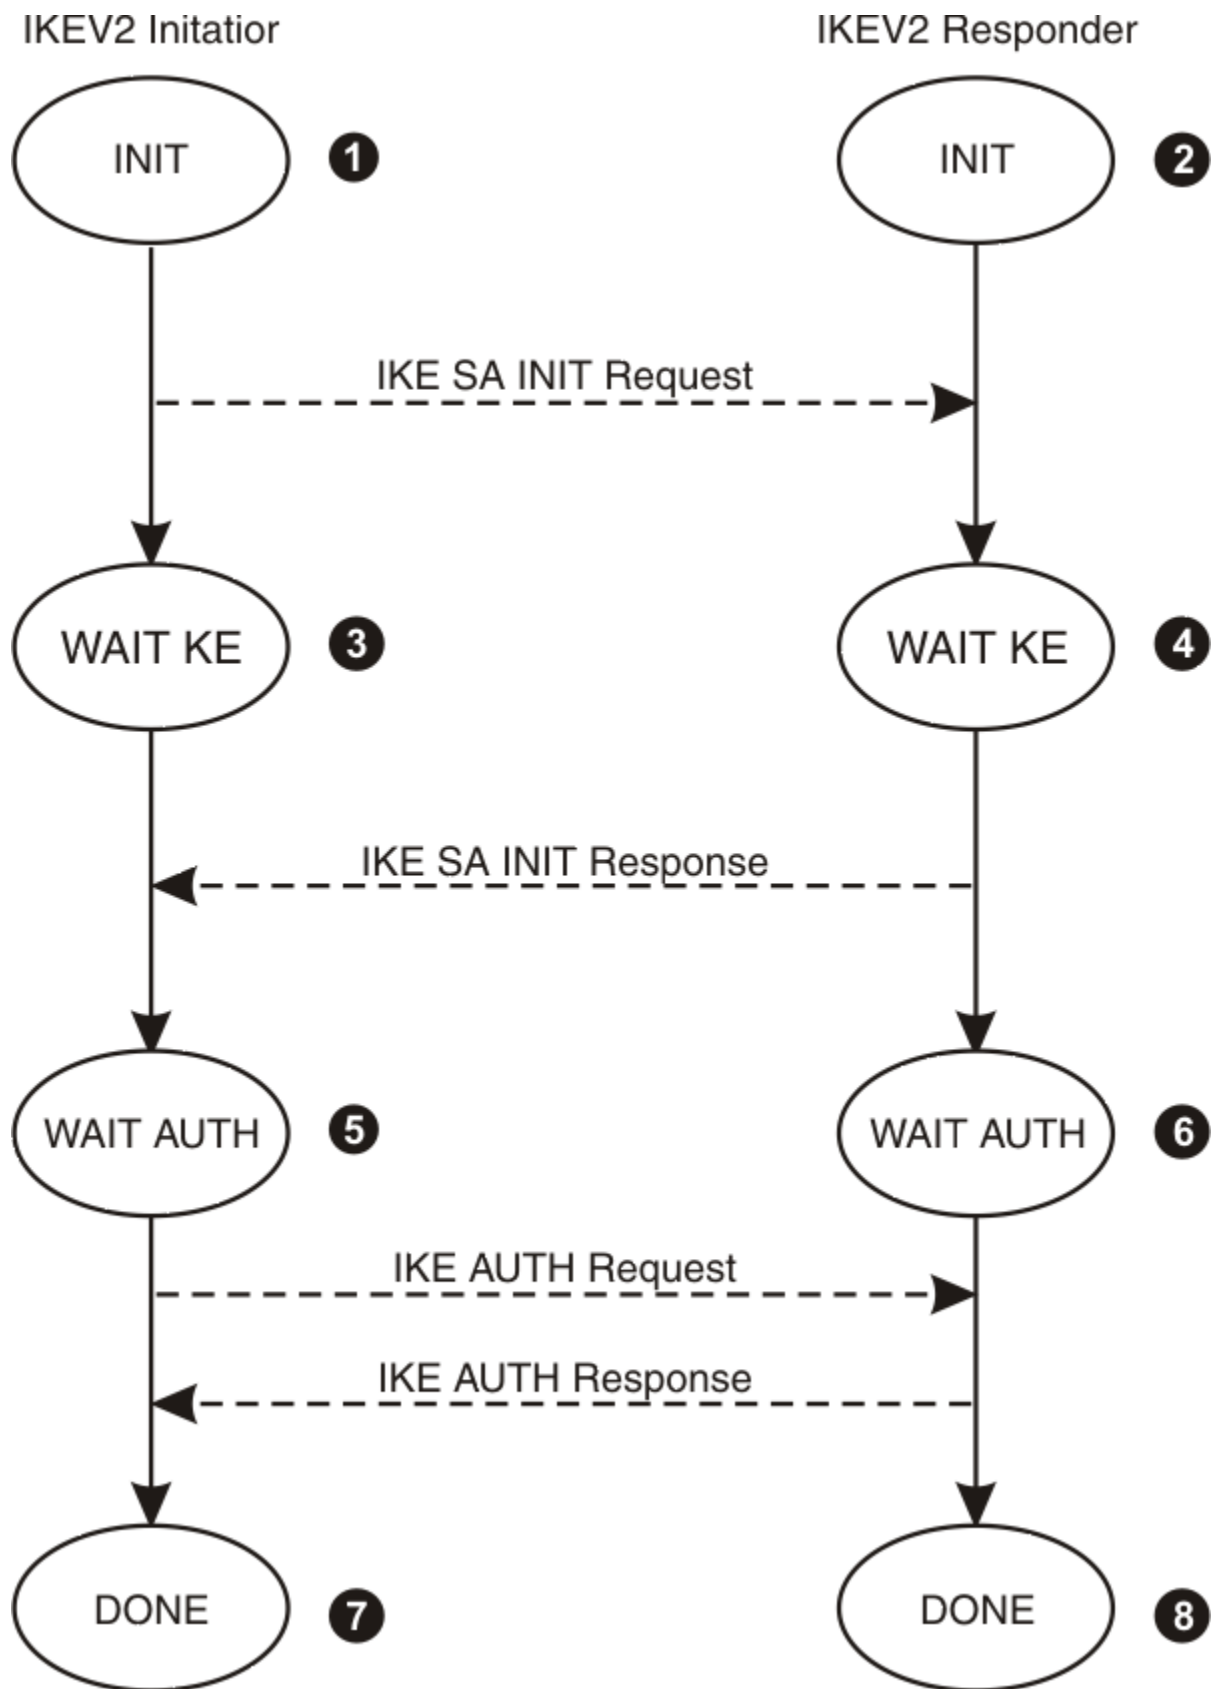 IKEV2 Initatior
IKEV2 Responder
INIT
1
INIT
2
IKE SA INIT Request
WAIT KE
3
WAIT KE
4
IKE SA INIT Response
WAIT AUTH
5
WAIT AUTH
6
IKE AUTH Request
IKE AUTH Response
DONE
7
DONE
8